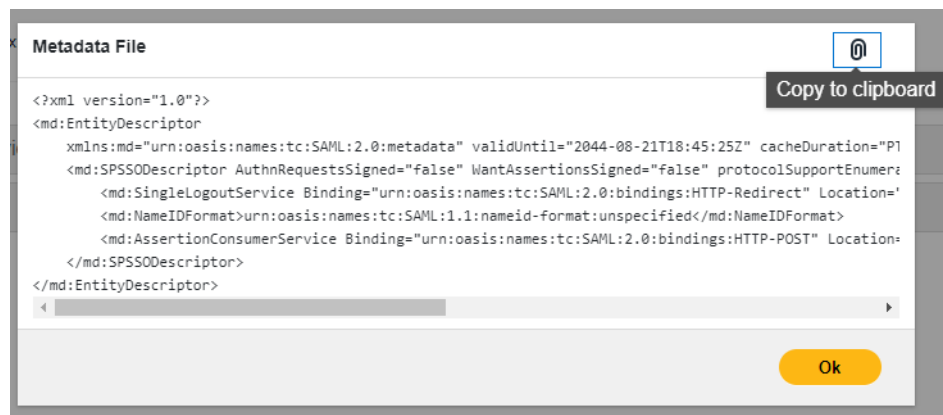 x
Metadata File
Copy to clipboard
<?xml version="1.0"?>
<md:EntityDescriptor
xmlns:md="urn:oasis:names:tc:SAML:2.0:metadata" validUntil="2044-08-21T18:45:25Z" cacheDuration="PT
<md:SPSSODescriptor AuthnRequestsSigned="false" WantAssertionsSigned="false" protocolSupportEnumera
<md:SingleLogoutService Binding="urn:oasis:names:tc:SAML:2.0:bindings:HTTP-Redirect" Location="
<md:NameIDFormat>urn:oasis:names:tc:SAML:1.1:nameid-format:unspecified</md:NameIDFormat>
<md:AssertionConsumerService Binding="urn:oasis:names:tc:SAML:2.0:bindings:HTTP-POST" Location=
</md:SPSSODescriptor>
</md:EntityDescriptor>
Ok